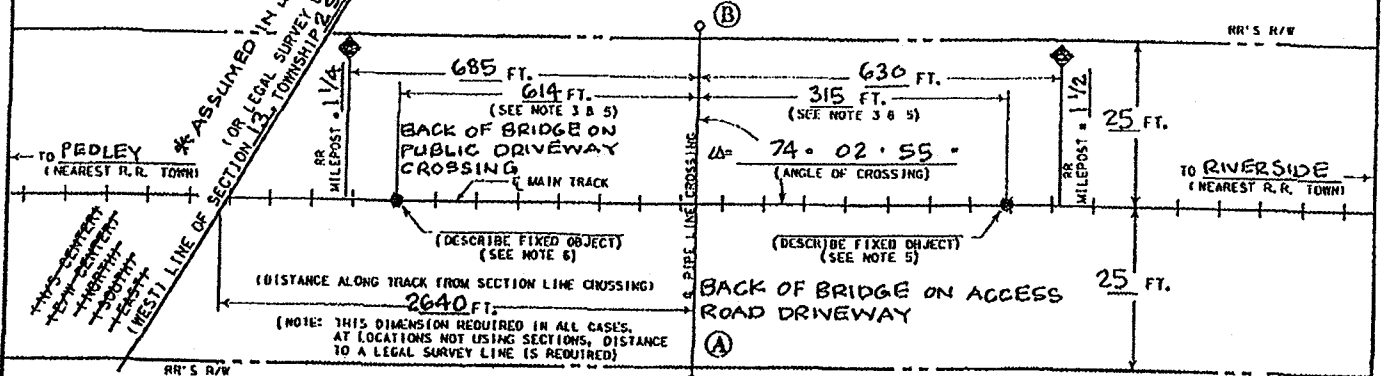 Ⓑ
RR'S R/W
* ASSUMED IN
(OR LEGAL SURVEY
SECTION 13, TOWNSHIP 2S
685 FT.
630 FT.
614 FT.
(SEE NOTE 3 & 5)
315 FT.
(SEE NOTE 3 & 5)
RR
MILEPOST = 1 1/4
RR
MILEPOST = 1 1/2
25 FT.
BACK OF BRIDGE ON
PUBLIC DRIVEWAY
CROSSING
℄ MAIN TRACK
74° 02' 55"
(ANGLE OF CROSSING)
TO PEDLEY
(NEAREST R.R. TOWN)
TO RIVERSIDE
(NEAREST R.R. TOWN)
℄ PIPE LINE CROSSING
(DESCRIBE FIXED OBJECT)
(SEE NOTE 6)
(DESCRIBE FIXED OBJECT)
(SEE NOTE 5)
(N/S CENTER)
(E/W CENTER)
(NORTH)
(SOUTH)
(EAST)
(WEST) LINE OF
(DISTANCE ALONG TRACK FROM SECTION LINE CROSSING)
2640 FT.
(NOTE: THIS DIMENSION REQUIRED IN ALL CASES.
AT LOCATIONS NOT USING SECTIONS, DISTANCE
TO A LEGAL SURVEY LINE IS REQUIRED)
BACK OF BRIDGE ON ACCESS
ROAD DRIVEWAY
25 FT.
Ⓐ
RR'S R/W